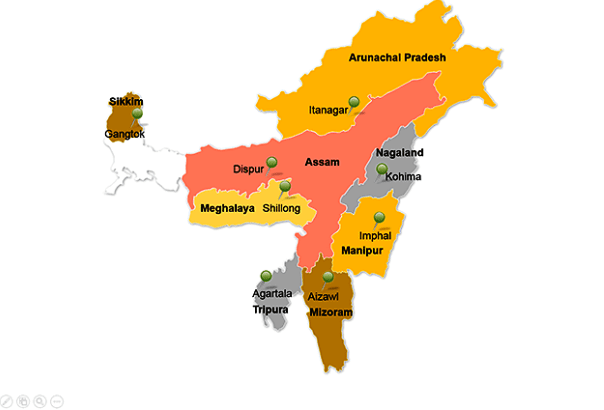 Arunachal Pradesh
Sikkim
Itanagar
Gangtok
Nagaland
Assam
Dispur
Kohima
Meghalaya Shillong
Imphal
Manipur
Agartala
Aizawl
Tripura
Mizoram